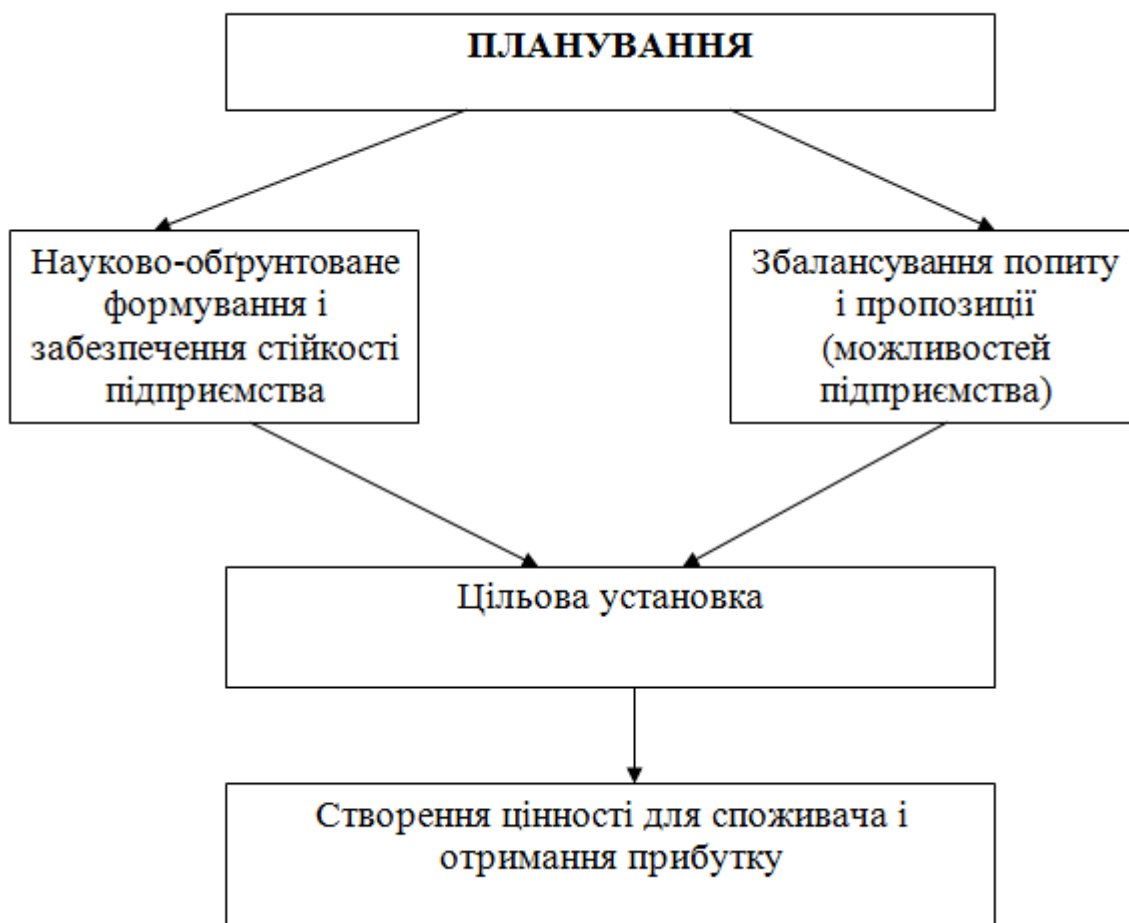 ПЛАНУВАННЯ
Науково-обґрунтоване
формування і
забезпечення стійкості
підприємства
Збалансування попиту
і пропозиції
(можливостей
підприємства)
Цільова установка
Створення цінності для споживача і
отримання прибутку